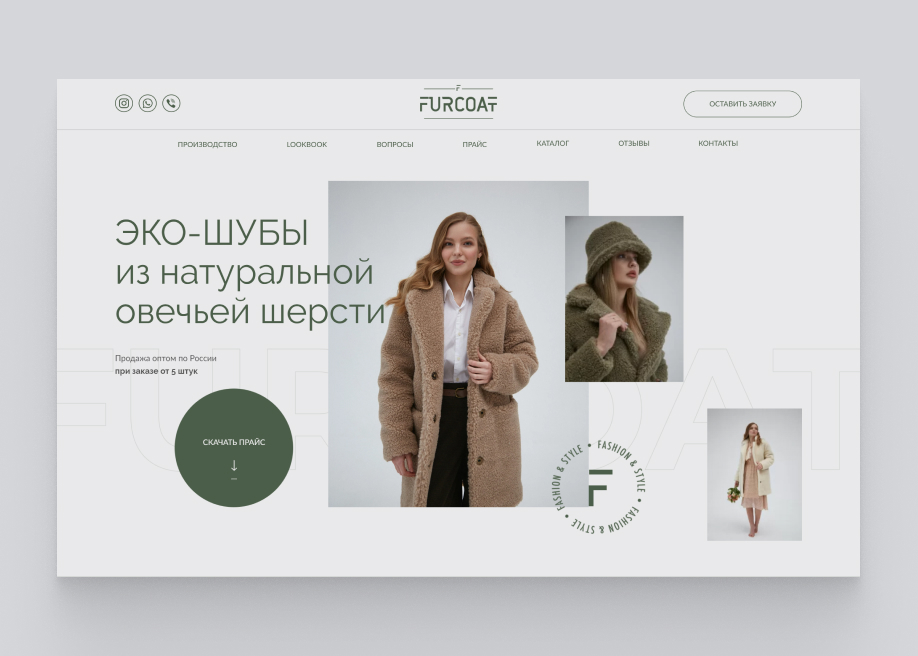 FURCOAT
ОСТАВИТЬ ЗАЯВКУ
ПРОИЗВОДСТВО
LOOKBOOK
ВОПРОСЫ
ПРАЙС
КАТАЛОГ
ОТЗЫВЫ
КОНТАКТЫ
ЭКО-ШУБЫ
из натуральной
овечьей шерсти
Продажа оптом по России
при заказе от 5 штук
FURCOAT
СКАЧАТЬ ПРАЙС
FASHION & STYLE • FASHION & STYLE • FASHION & STYLE •
F